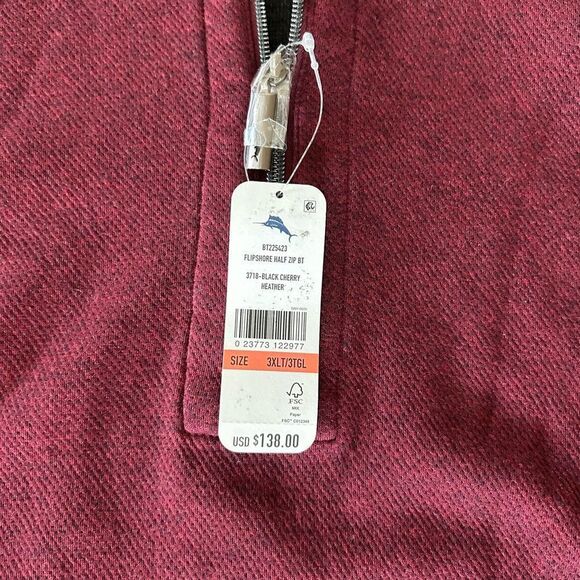 BT225423
FLIPSHORE HALF ZIP BT
3718-BLACK CHERRY
HEATHER
0 23773 122977
SIZE 3XLT/3TGL
FSC
MIX
Paper
USD $138.00